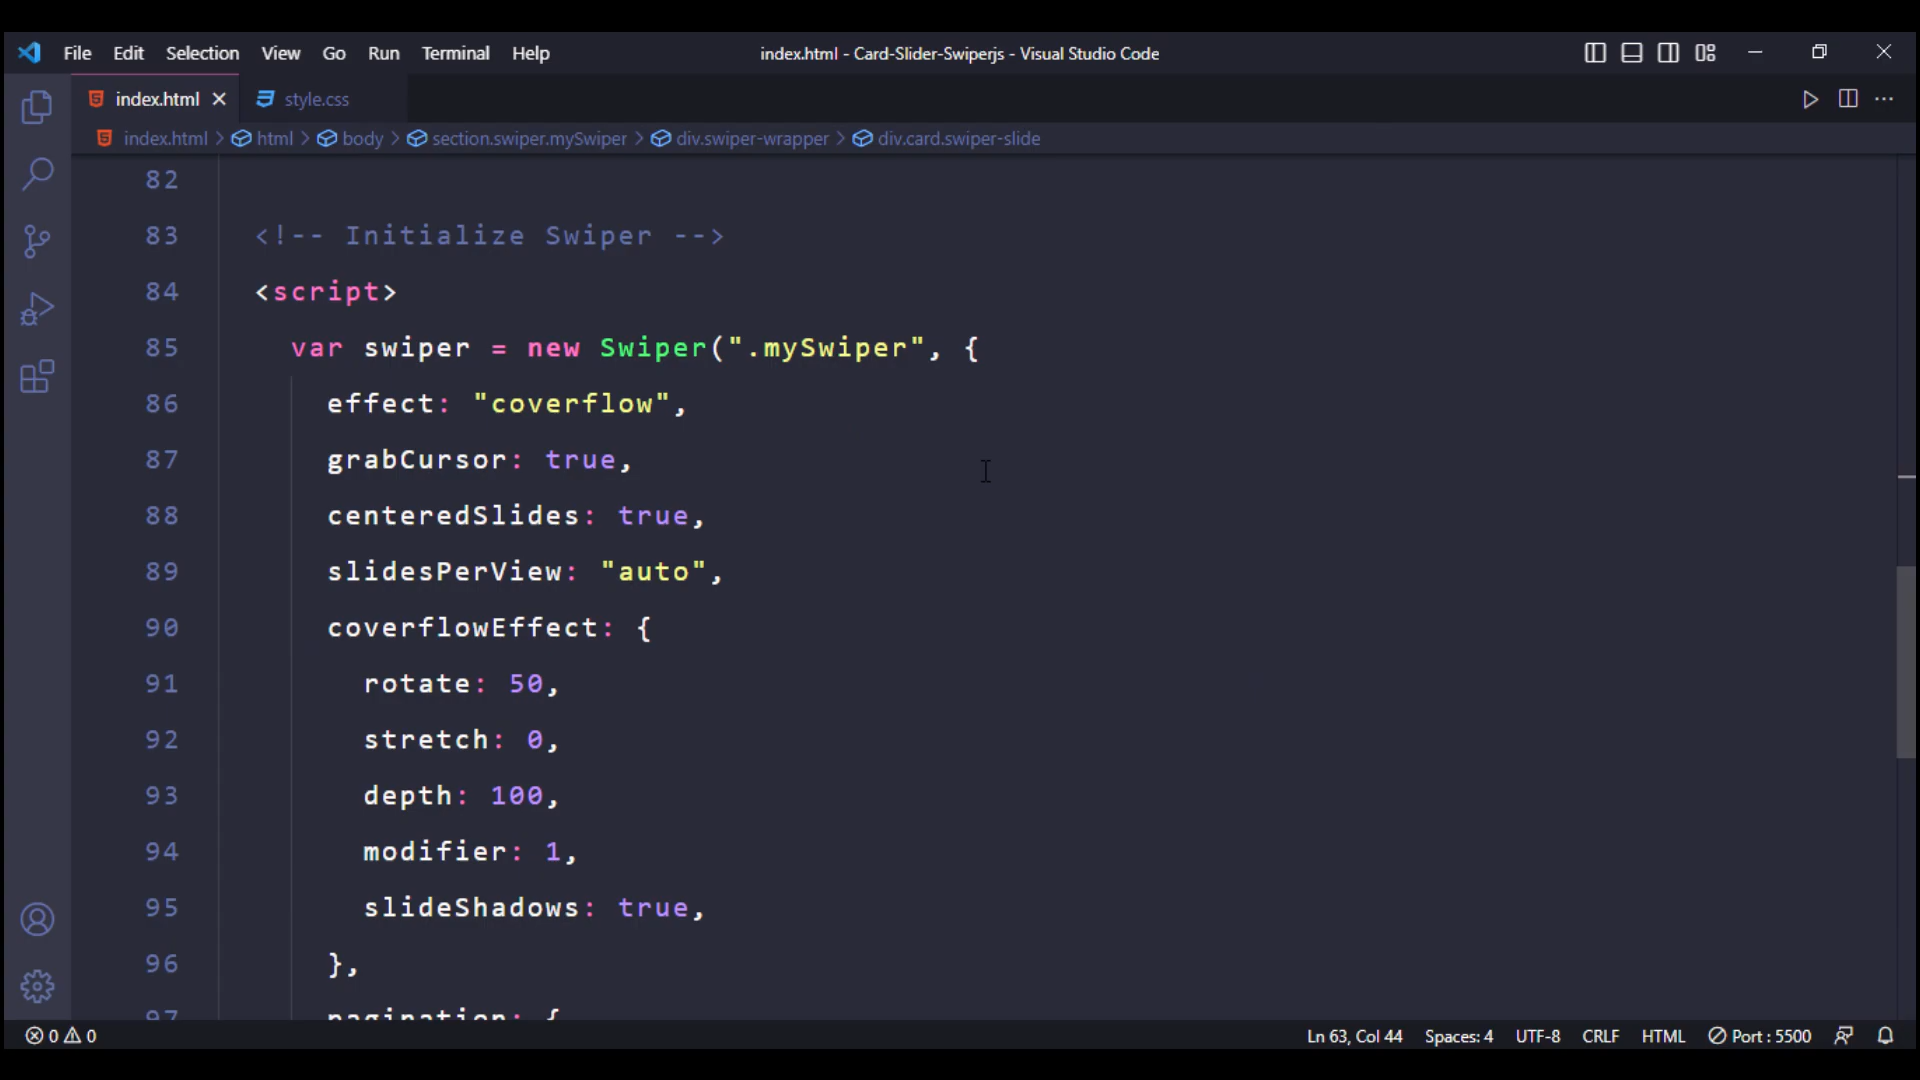 File Edit Selection View Go Run Terminal Help index.html - Card-Slider-Swiperjs - Visual Studio Code
index.html style.css
index.html > html > body > section.swiper.mySwiper > div.swiper-wrapper > div.card.swiper-slide
82
83 <!-- Initialize Swiper -->
84 <script>
85 var swiper = new Swiper(".mySwiper", {
86 effect: "coverflow",
87 grabCursor: true,
88 centeredSlides: true,
89 slidesPerView: "auto",
90 coverflowEffect: {
91 rotate: 50,
92 stretch: 0,
93 depth: 100,
94 modifier: 1,
95 slideShadows: true,
96 },
97 pagination: {
0 0 Ln 63, Col 44 Spaces: 4 UTF-8 CRLF HTML Port : 5500